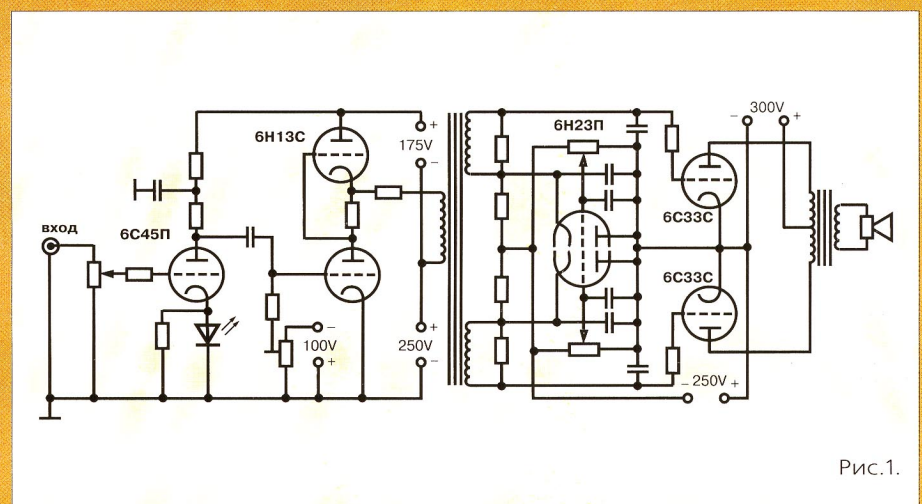 6Н13С
+
175V
−
6Н23П
− 300V +
вход
6С45П
6С33С
6С33С
−
100V
+
+
250V
−
− 250V +
Рис.1.